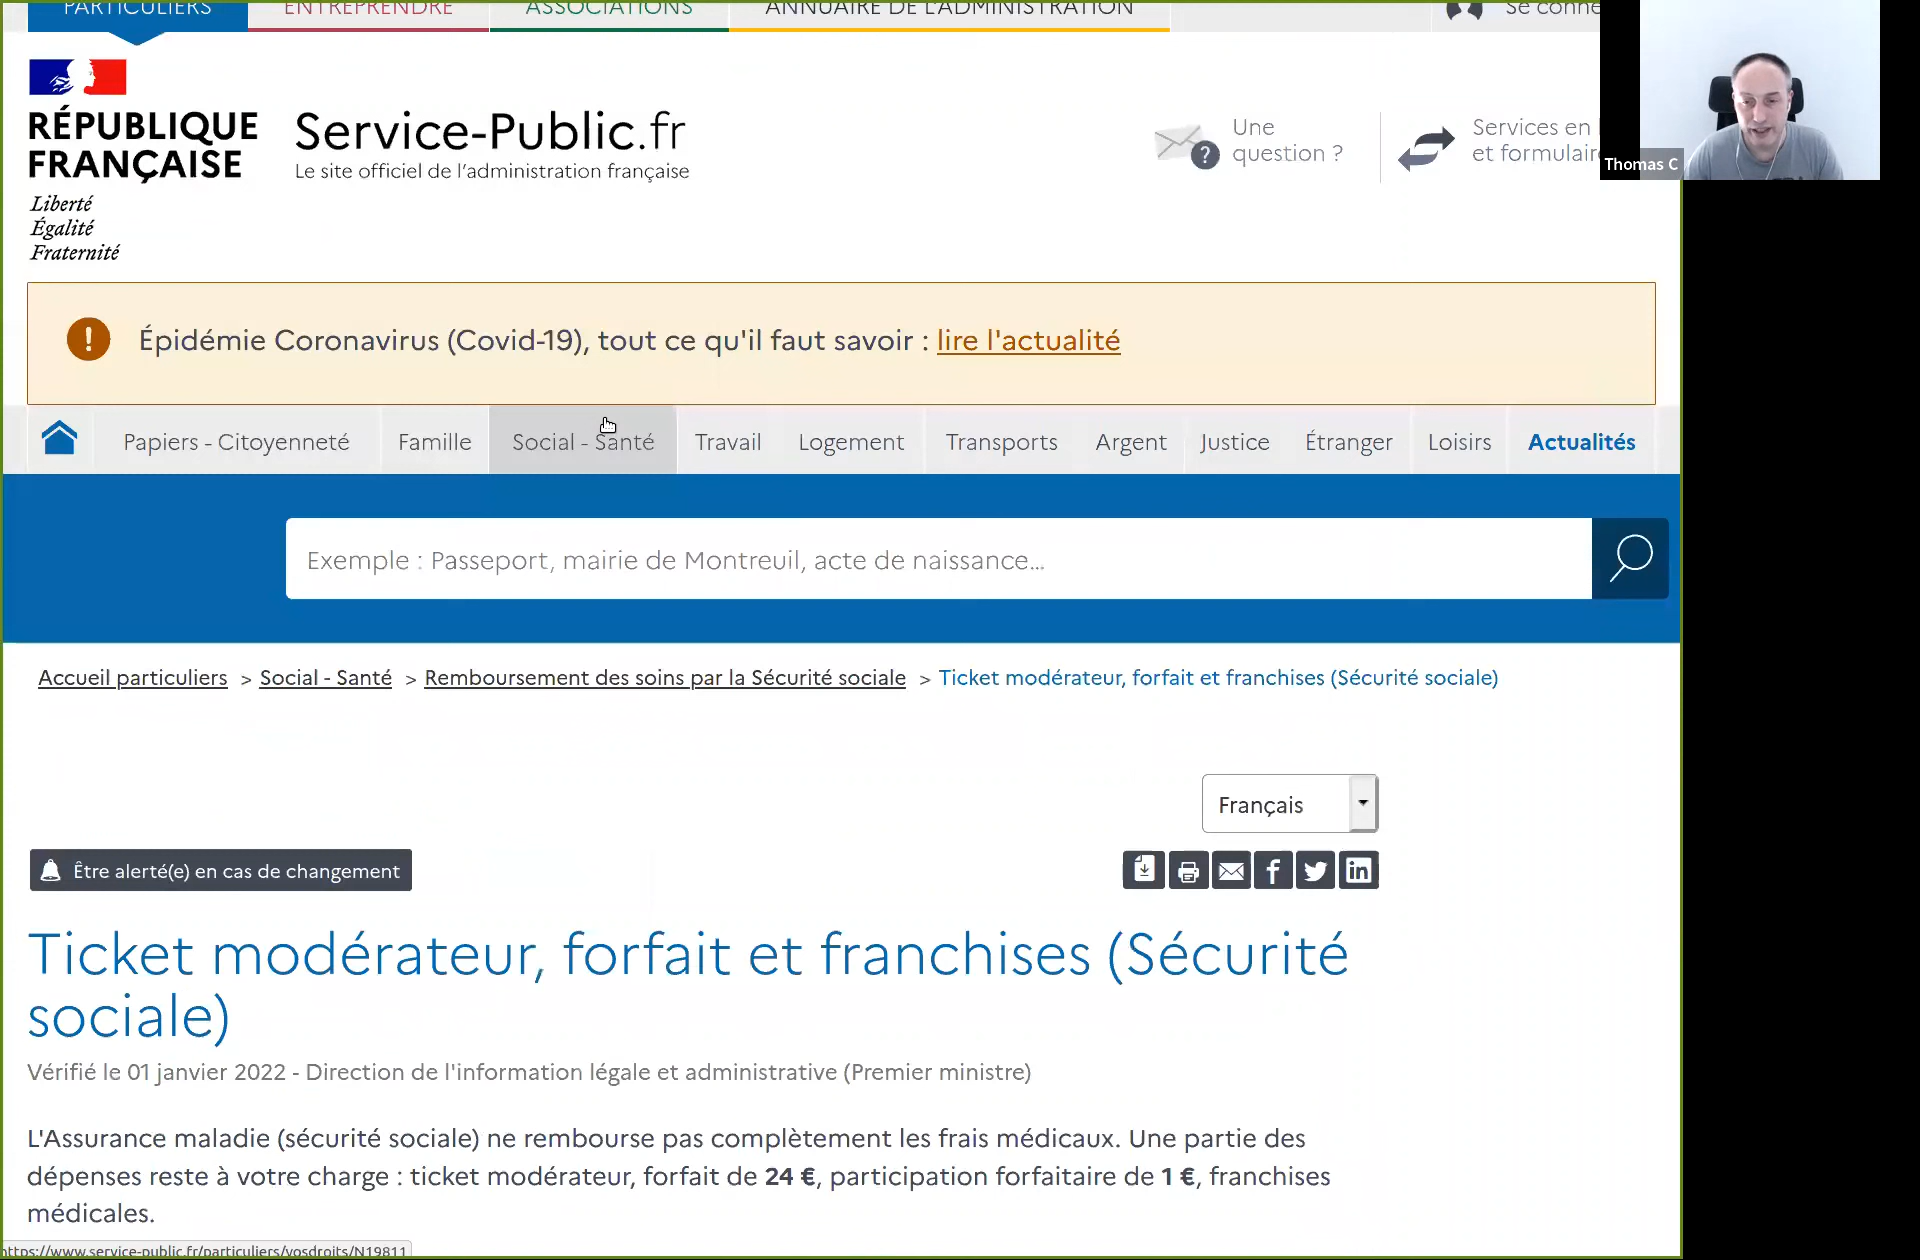 PARTICULIERS
ENTREPRENDRE
ASSOCIATIONS
ANNUAIRE DE L'ADMINISTRATION
Se conne
RÉPUBLIQUE
FRANÇAISE
Liberté
Égalité
Fraternité
Service-Public.fr
Le site officiel de l'administration française
Une
question ?
Services en
et formulair
Thomas C
! Épidémie Coronavirus (Covid-19), tout ce qu'il faut savoir : lire l'actualité
Papiers - Citoyenneté Famille Social - Santé Travail Logement Transports Argent Justice Étranger Loisirs Actualités
Exemple : Passeport, mairie de Montreuil, acte de naissance...
Accueil particuliers > Social - Santé > Remboursement des soins par la Sécurité sociale > Ticket modérateur, forfait et franchises (Sécurité sociale)
Français
Être alerté(e) en cas de changement
Ticket modérateur, forfait et franchises (Sécurité
sociale)
Vérifié le 01 janvier 2022 - Direction de l'information légale et administrative (Premier ministre)
L'Assurance maladie (sécurité sociale) ne rembourse pas complètement les frais médicaux. Une partie des
dépenses reste à votre charge : ticket modérateur, forfait de 24 €, participation forfaitaire de 1 €, franchises
médicales.
https://www.service-public.fr/particuliers/vosdroits/N19811